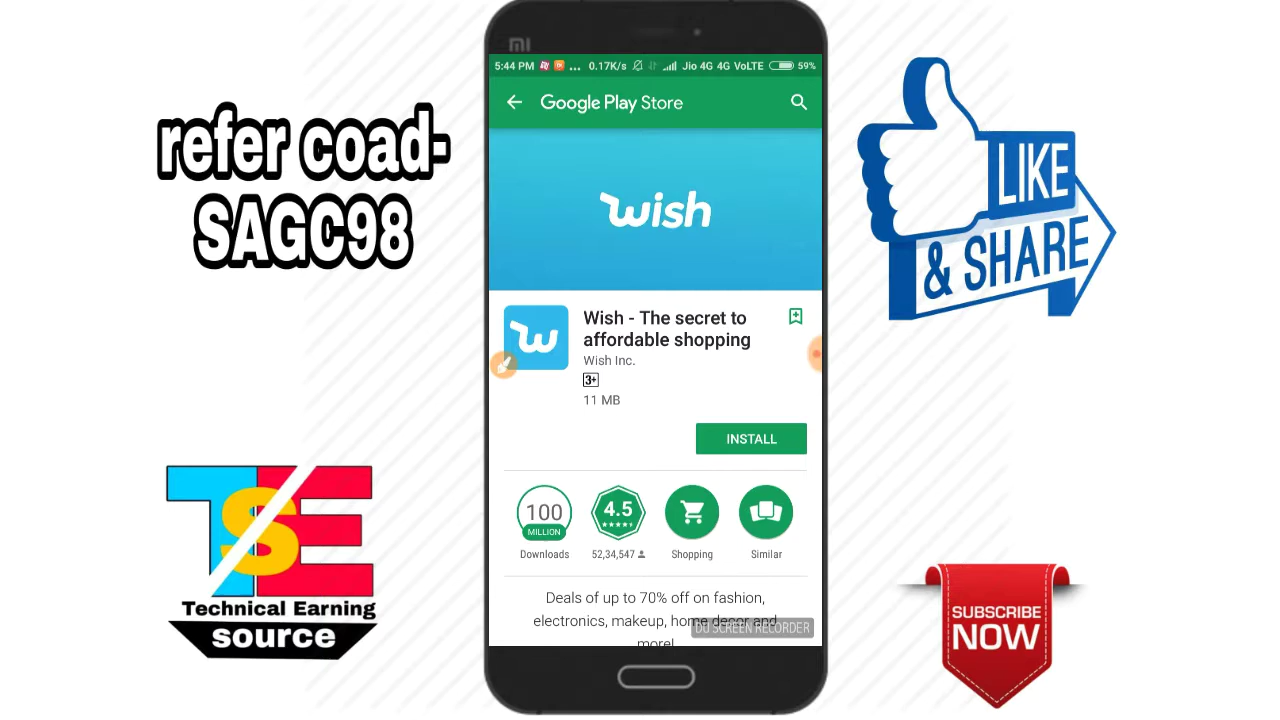 refer coad-
SAGC98
mi
5:44 PM ... 0.17K/s Jio 4G 4G VoLTE 59%
Google Play Store
wish
Wish - The secret to
affordable shopping
Wish Inc.
3+
11 MB
INSTALL
100
MILLION
Downloads
4.5
52,34,547
Shopping
Similar
Deals of up to 70% off on fashion,
electronics, makeup, home decor and
more!
DU SCREEN RECORDER
LIKE
& SHARE
TSE
Technical Earning
source
SUBSCRIBE
NOW